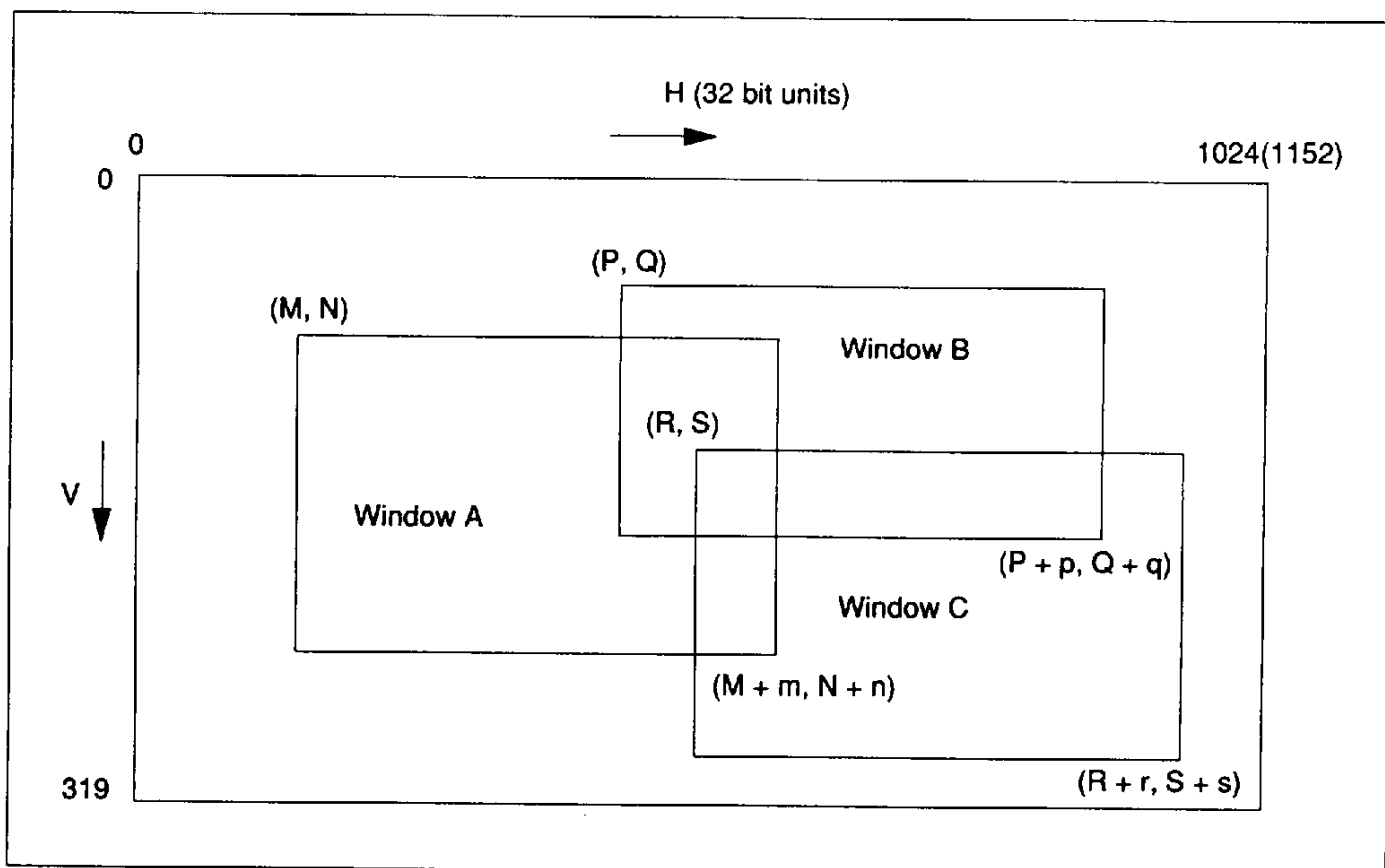 H (32 bit units)
0
1024(1152)
0
(P, Q)
(M, N)
Window B
(R, S)
V
Window A
(P + p, Q + q)
Window C
(M + m, N + n)
319
(R + r, S + s)